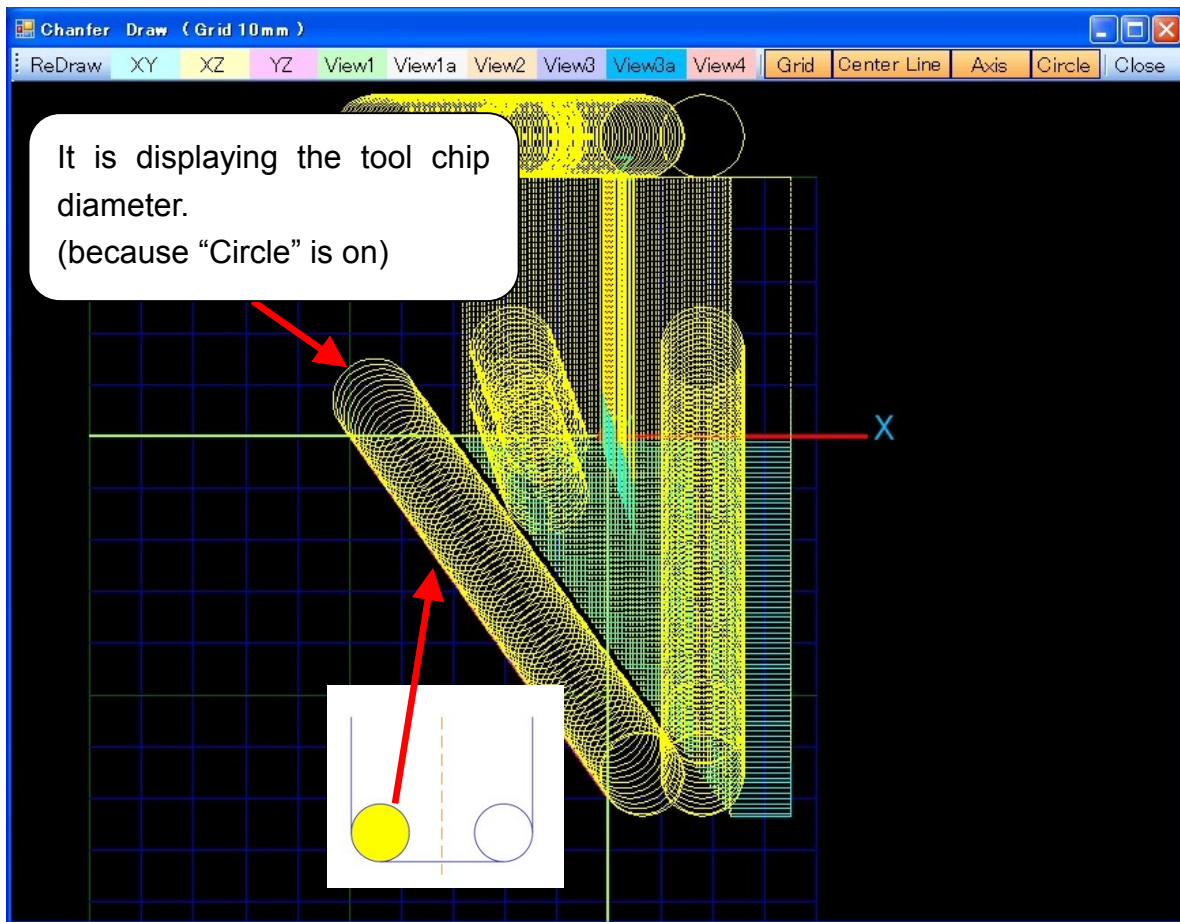 Chanfer Draw ( Grid 10mm )
ReDraw XY XZ YZ View1 View1a View2 View3 View3a View4 Grid Center Line Axis Circle Close
It is displaying the tool chip
diameter.
(because “Circle” is on)
Z
X